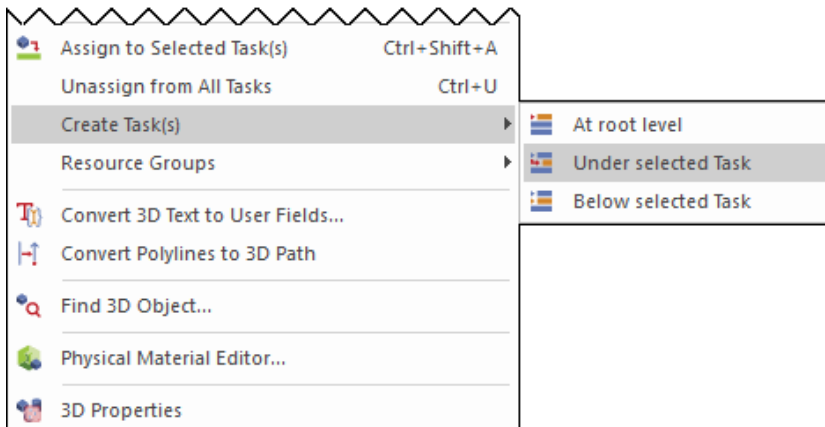 Assign to Selected Task(s) Ctrl+Shift+A
Unassign from All Tasks Ctrl+U
Create Task(s)
At root level
Resource Groups
Under selected Task
Below selected Task
Convert 3D Text to User Fields...
Convert Polylines to 3D Path
Find 3D Object...
Physical Material Editor...
3D Properties